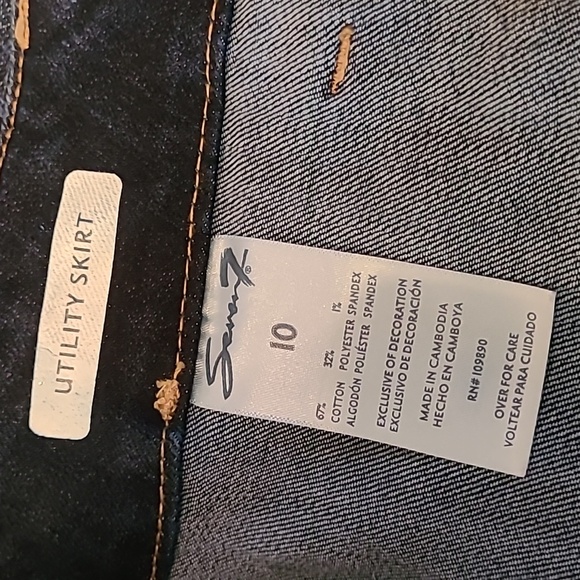 UTILITY SKIRT
Seven7®
10
67% 32% 1%
COTTON POLYESTER SPANDEX
ALGODÓN POLIÉSTER SPANDEX
EXCLUSIVE OF DECORATION
EXCLUSIVO DE DECORACIÓN
MADE IN CAMBODIA
HECHO EN CAMBOYA
RN#109890
OVER FOR CARE
VOLTEAR PARA CUIDADO